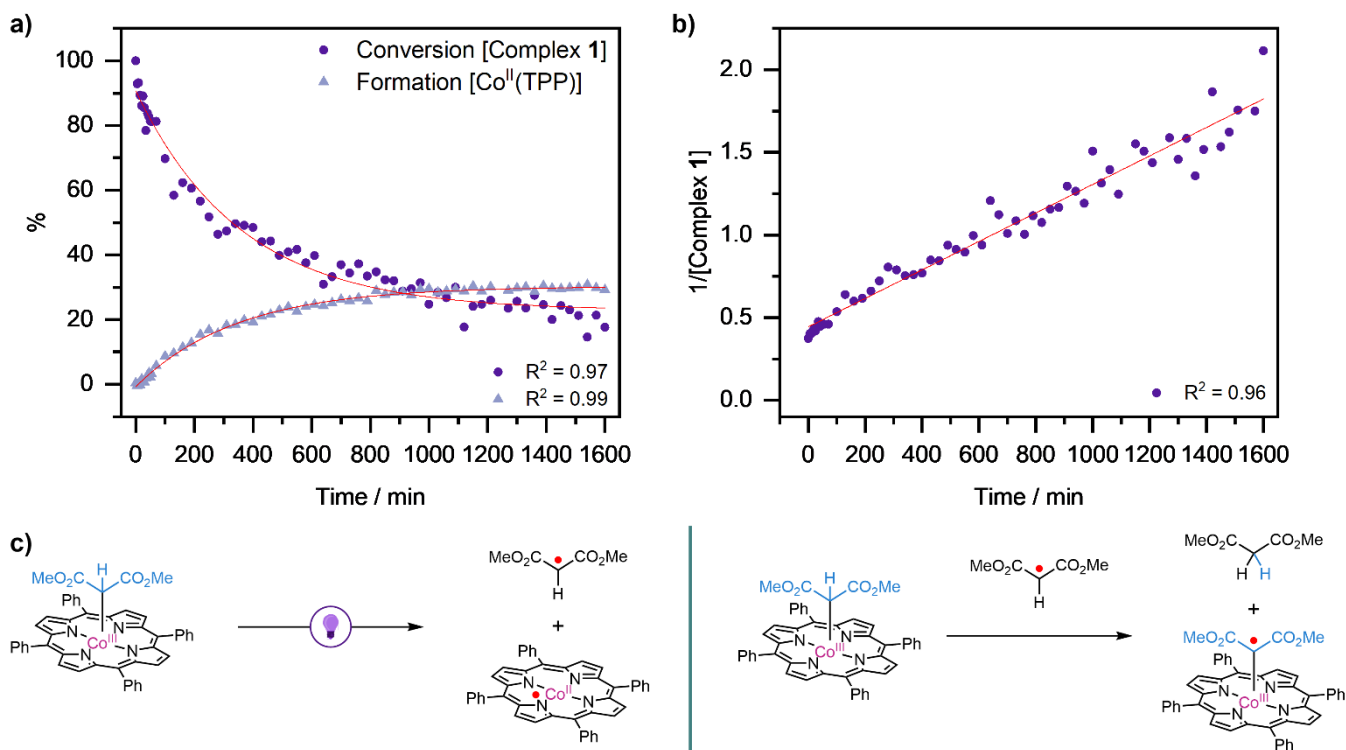 a)
Conversion [Complex 1]
Formation [Co^II(TPP)]
100
80
60
40
20
0
%
R² = 0.97
R² = 0.99
0 200 400 600 800 1000 1200 1400 1600
Time / min
b)
2.0
1.5
1.0
0.5
0.0
1/[Complex 1]
R² = 0.96
0 200 400 600 800 1000 1200 1400 1600
Time / min
c)
H
MeO₂C CO₂Me
Ph
N N
Co^III
Ph Ph
N N
Ph
MeO₂C CO₂Me
H
+
Ph
N N
Co^II
Ph Ph
N N
Ph
H
MeO₂C CO₂Me
Ph
N N
Co^III
Ph Ph
N N
Ph
MeO₂C CO₂Me
H
MeO₂C CO₂Me
H H
+
MeO₂C CO₂Me
Ph
N N
Co^III
Ph Ph
N N
Ph